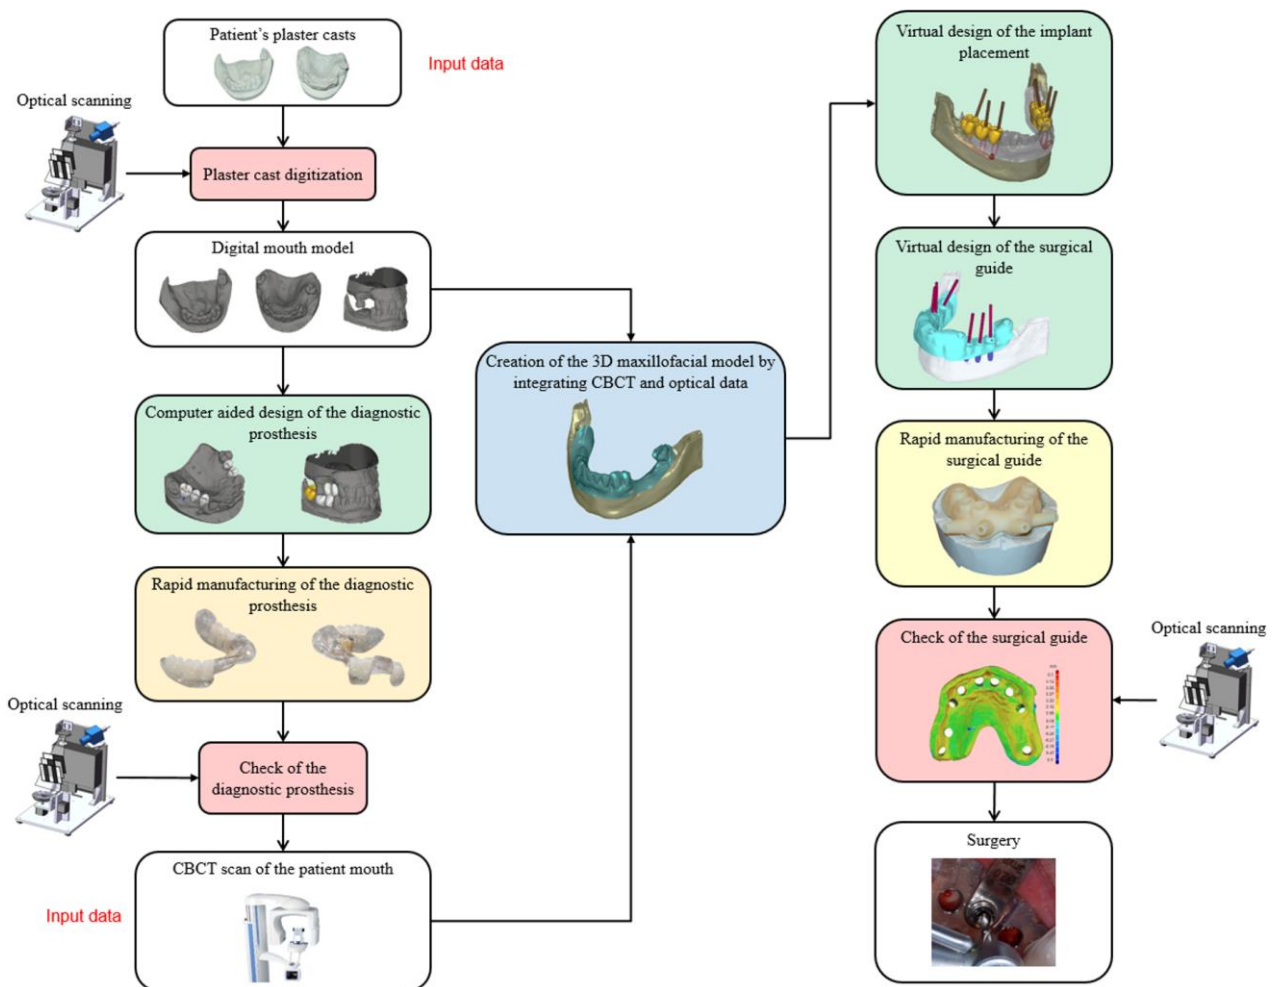 Patient’s plaster casts
Input data
Optical scanning
Plaster cast digitization
Digital mouth model
Computer aided design of the diagnostic
prosthesis
Rapid manufacturing of the diagnostic
prosthesis
Optical scanning
Check of the
diagnostic prosthesis
CBCT scan of the patient mouth
Input data
Creation of the 3D maxillofacial model by
integrating CBCT and optical data
Virtual design of the implant
placement
Virtual design of the surgical
guide
Rapid manufacturing of the
surgical guide
Check of the surgical guide
Optical scanning
Surgery